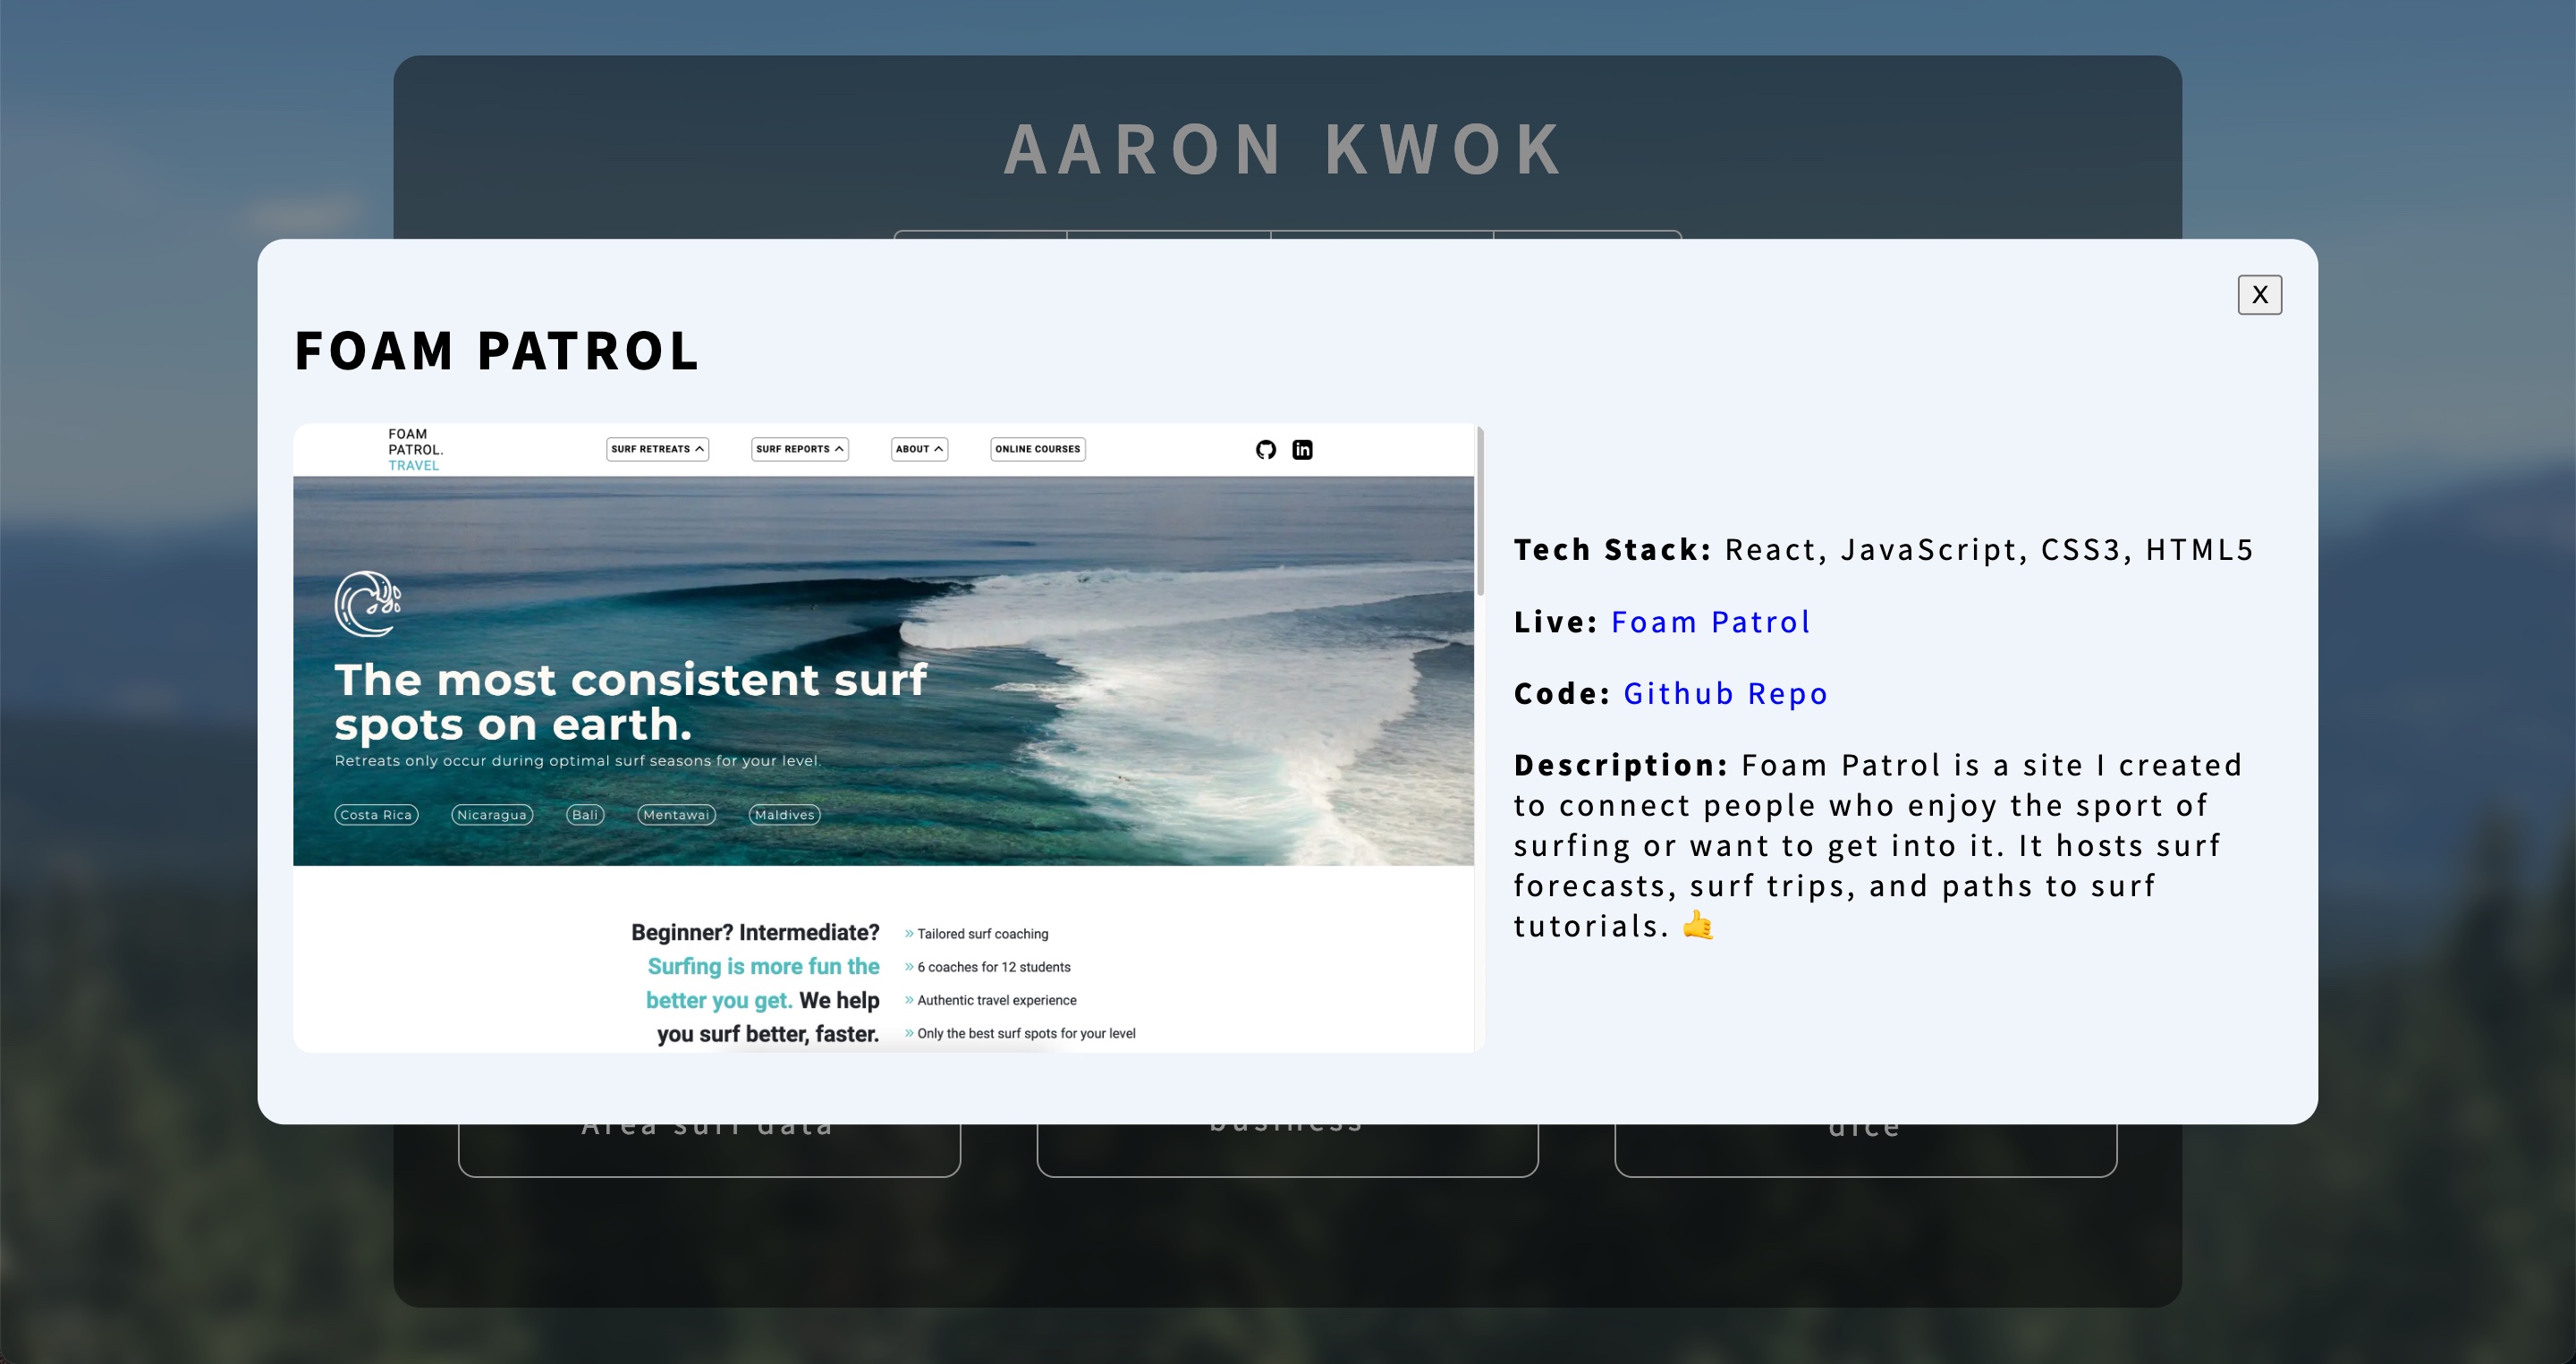 AARON KWOK
X
FOAM PATROL
FOAM
PATROL.
TRAVEL
SURF RETREATS
SURF REPORTS
ABOUT
ONLINE COURSES
in
The most consistent surf
spots on earth.
Retreats only occur during optimal surf seasons for your level.
Costa Rica
Nicaragua
Bali
Mentawai
Maldives
Beginner? Intermediate?
Surfing is more fun the
better you get. We help
you surf better, faster.
» Tailored surf coaching
» 6 coaches for 12 students
» Authentic travel experience
» Only the best surf spots for your level
Tech Stack: React, JavaScript, CSS3, HTML5
Live: Foam Patrol
Code: Github Repo
Description: Foam Patrol is a site I created
to connect people who enjoy the sport of
surfing or want to get into it. It hosts surf
forecasts, surf trips, and paths to surf
tutorials. 🤙
Area surf data
business
dice